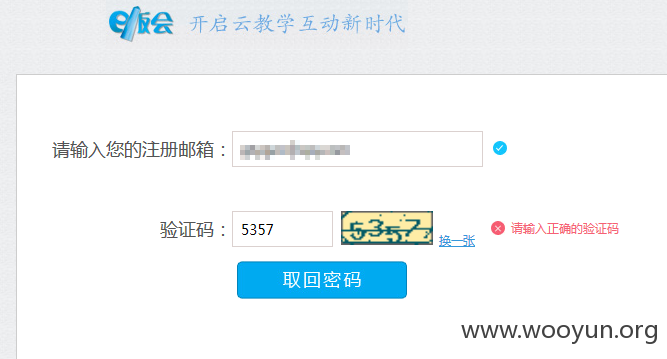 e板会 开启云教学互动新时代
请输入您的注册邮箱：
验证码： 5357 5357 换一张 请输入正确的验证码
取回密码
www.wooyun.org